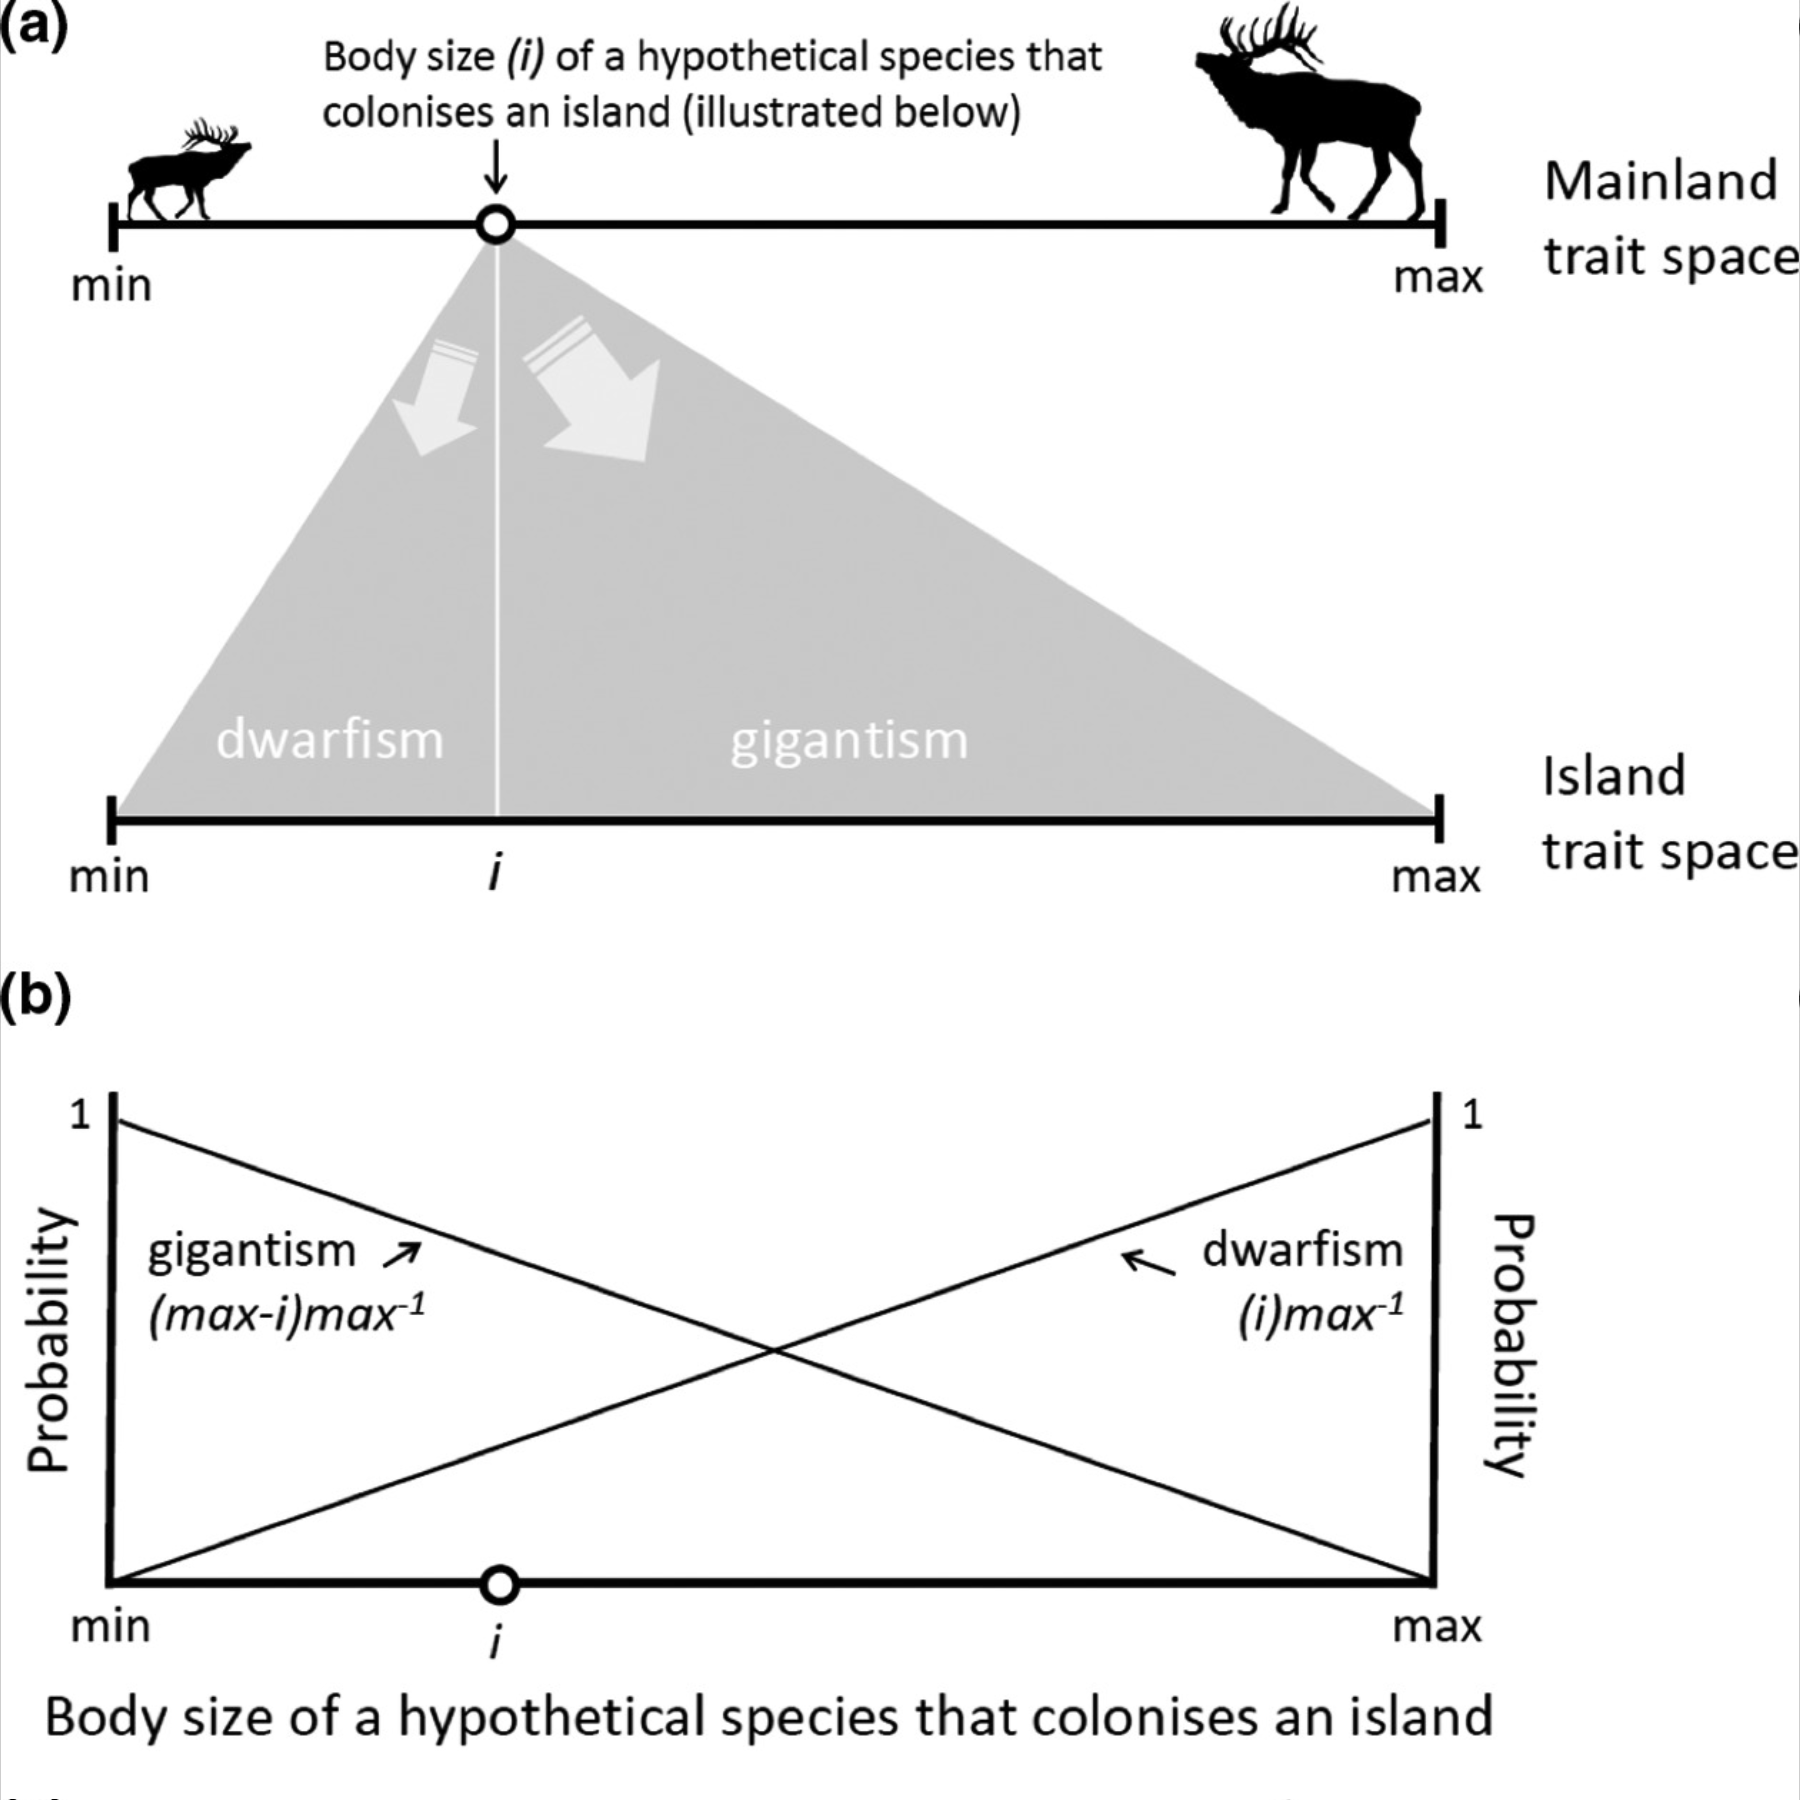 (a)
Body size (i) of a hypothetical species that
colonises an island (illustrated below)
Mainland
trait space
min
max
dwarfism
gigantism
Island
trait space
min
i
max
(b)
1
1
Probability
gigantism
(max-i)max⁻¹
dwarfism
(i)max⁻¹
Probability
min
i
max
Body size of a hypothetical species that colonises an island